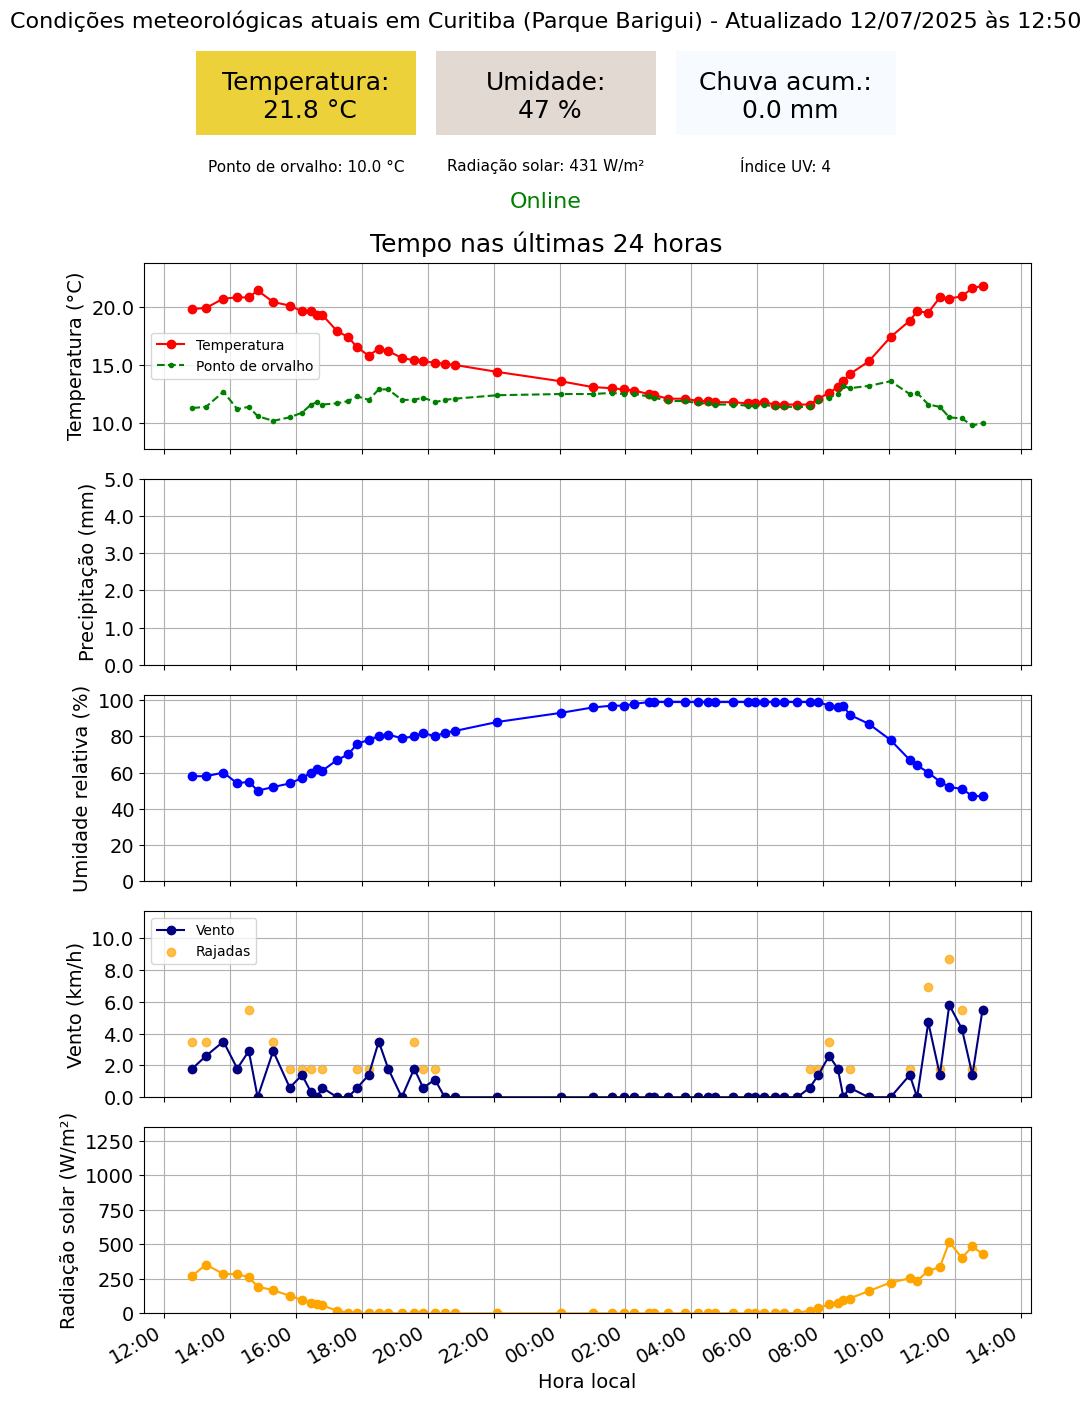 Condições meteorológicas atuais em Curitiba (Parque Barigui) - Atualizado 12/07/2025 às 12:50
Temperatura:
21.8 °C
Umidade:
47 %
Chuva acum.:
0.0 mm
Ponto de orvalho: 10.0 °C
Radiação solar: 431 W/m²
Índice UV: 4
Online
Tempo nas últimas 24 horas
Temperatura (°C)
20.0
15.0
10.0
Temperatura
Ponto de orvalho
Precipitação (mm)
5.0
4.0
3.0
2.0
1.0
0.0
Umidade relativa (%)
100
80
60
40
20
0
Vento (km/h)
10.0
8.0
6.0
4.0
2.0
0.0
Vento
Rajadas
Radiação solar (W/m²)
1250
1000
750
500
250
0
12:00
14:00
16:00
18:00
20:00
22:00
00:00
02:00
04:00
06:00
08:00
10:00
12:00
14:00
Hora local